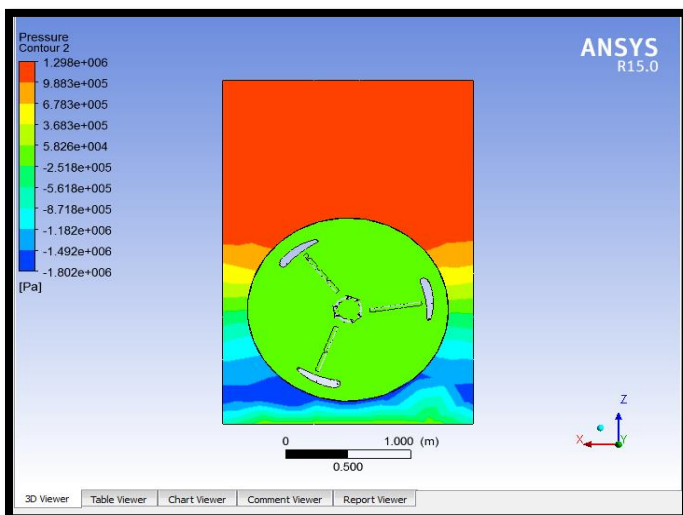 Pressure
Contour 2
1.298e+006
9.883e+005
6.783e+005
3.683e+005
5.826e+004
-2.518e+005
-5.618e+005
-8.718e+005
-1.182e+006
-1.492e+006
-1.802e+006
[Pa]
ANSYS
R15.0
0 1.000 (m)
0.500
Z
X Y
3D Viewer Table Viewer Chart Viewer Comment Viewer Report Viewer